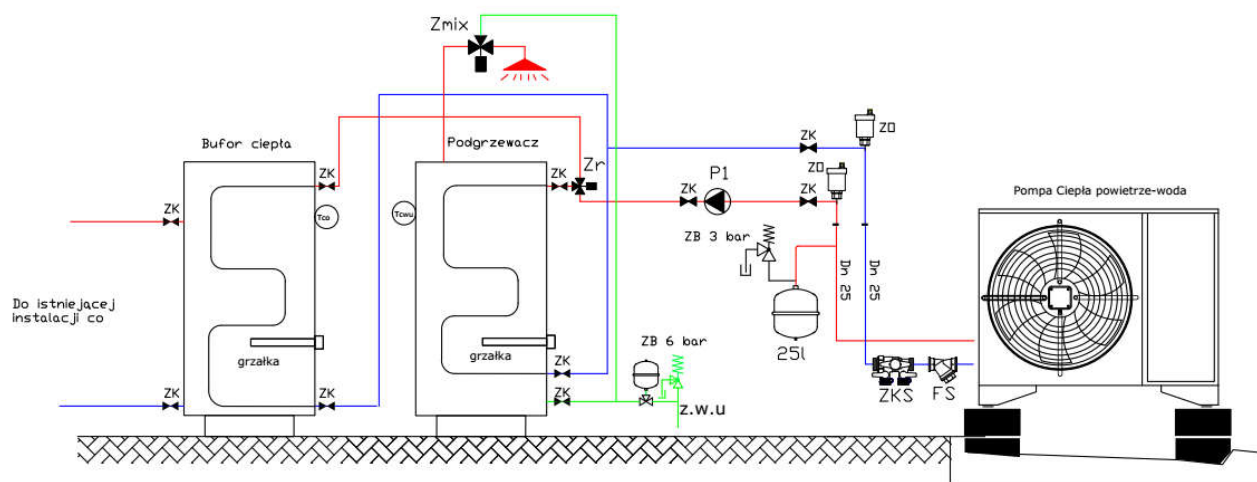 Zmix
Bufor ciepła
Podgrzewacz
ZK
ZO
ZK
ZK
Zr
P1
ZO
Pompa Ciepła powietrze-woda
ZK
ZK
ZK
ZK
Tco
Tcwu
ZB 3 bar
Dn 25
Dn 25
Do istniejącej
instalacji co
grzałka
grzałka
ZB 6 bar
25l
ZK
ZK
ZK
ZK
z.w.u
ZKS
FS